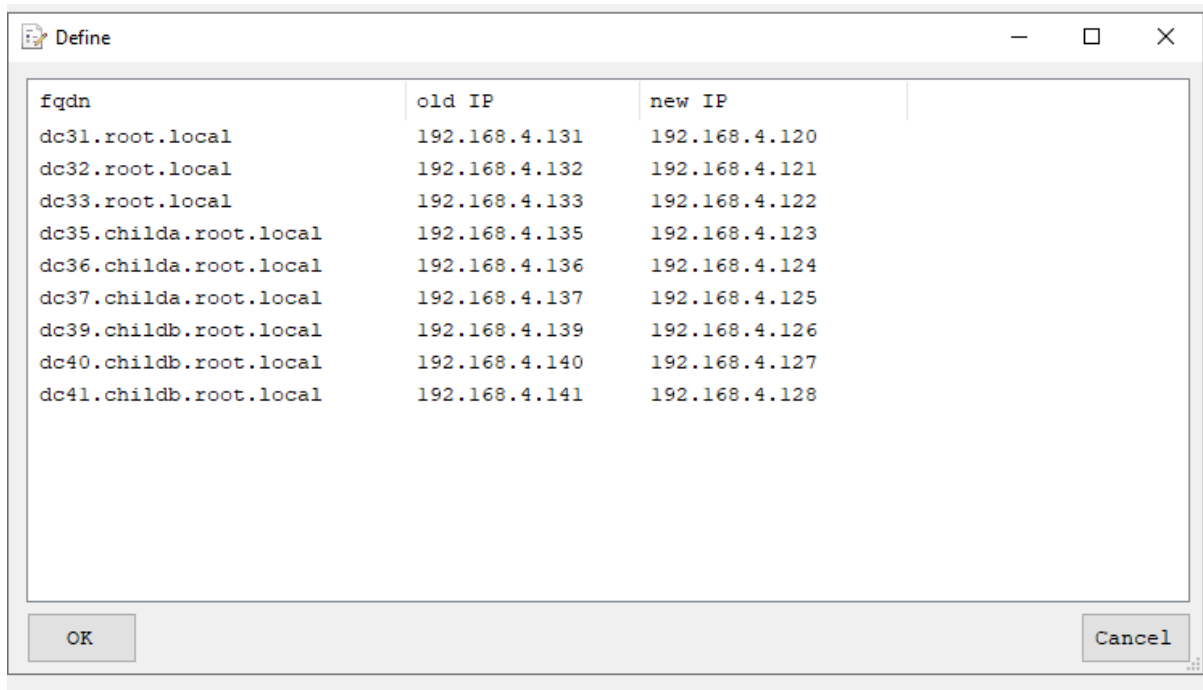 Define
fqdn old IP new IP
dc31.root.local 192.168.4.131 192.168.4.120
dc32.root.local 192.168.4.132 192.168.4.121
dc33.root.local 192.168.4.133 192.168.4.122
dc35.childa.root.local 192.168.4.135 192.168.4.123
dc36.childa.root.local 192.168.4.136 192.168.4.124
dc37.childa.root.local 192.168.4.137 192.168.4.125
dc39.childb.root.local 192.168.4.139 192.168.4.126
dc40.childb.root.local 192.168.4.140 192.168.4.127
dc41.childb.root.local 192.168.4.141 192.168.4.128
OK Cancel